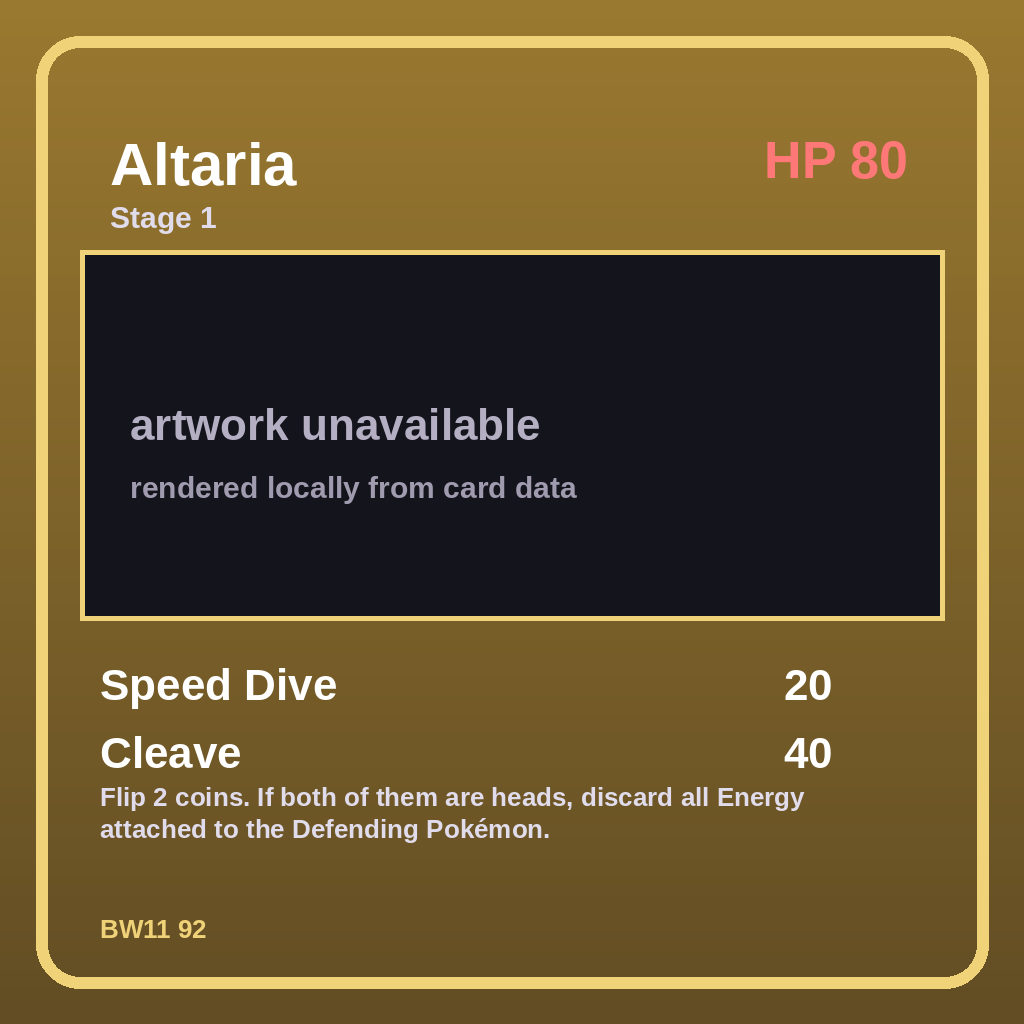 Altaria
HP 80
Stage 1
artwork unavailable
rendered locally from card data
Speed Dive 20
Cleave 40
Flip 2 coins. If both of them are heads, discard all Energy
attached to the Defending Pokémon.
BW11 92